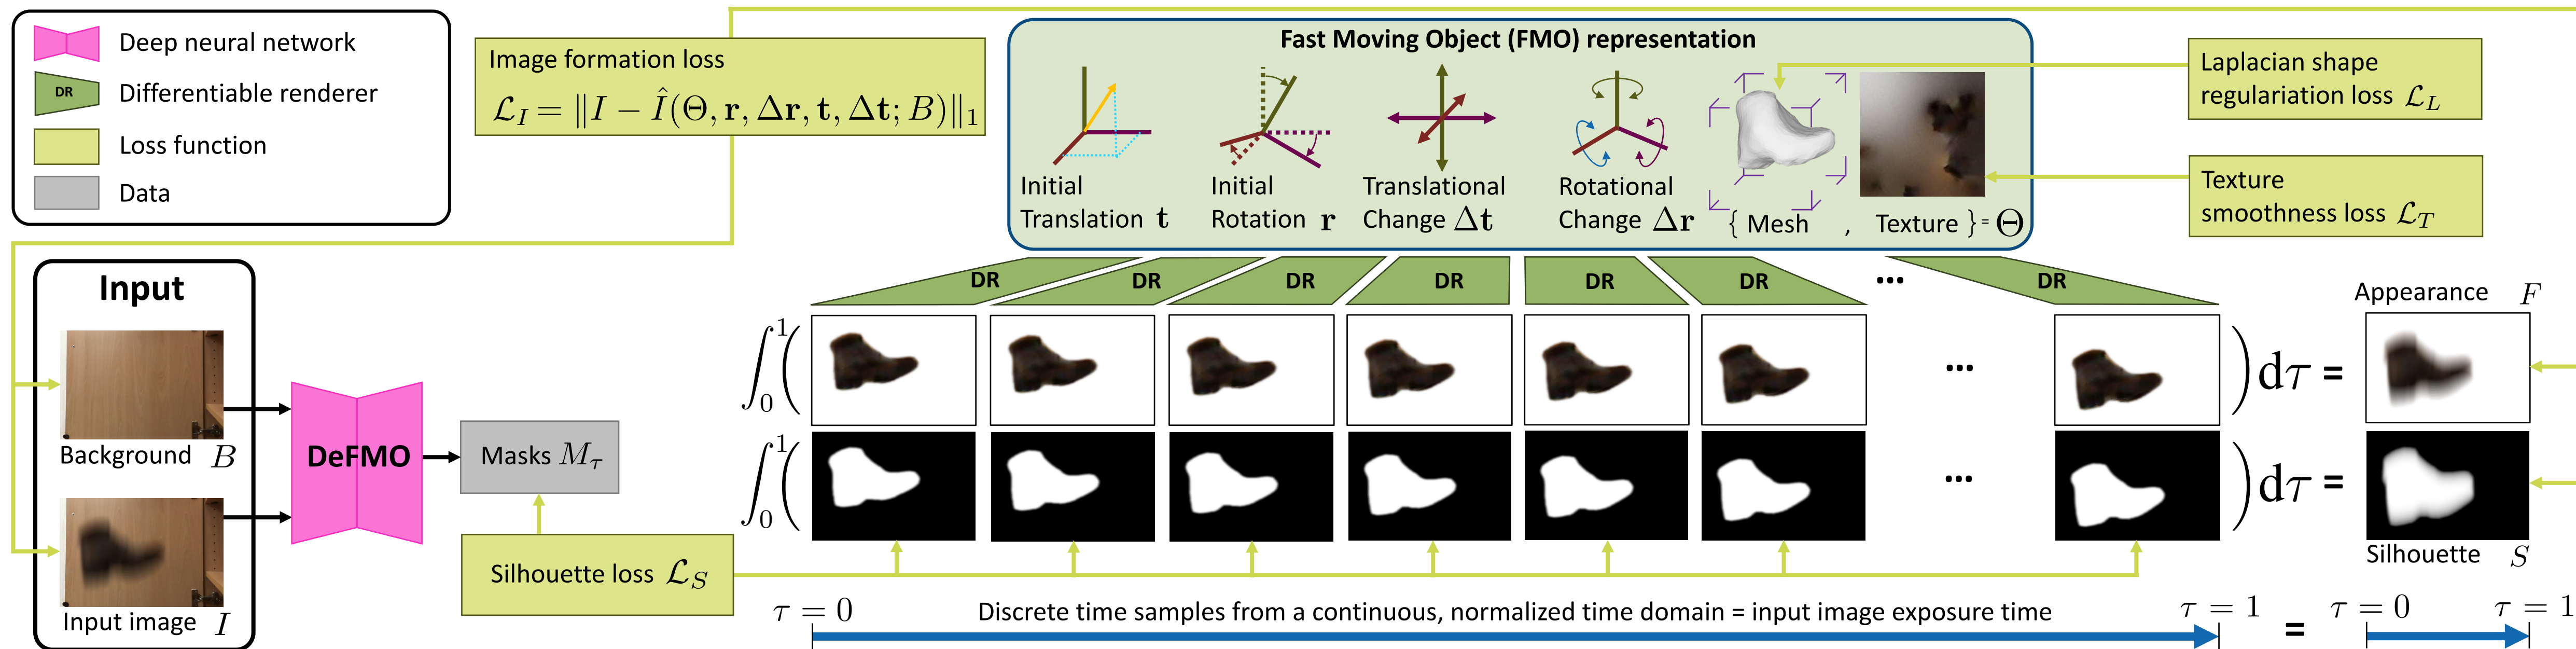 Deep neural network
DR Differentiable renderer
Loss function
Data
Image formation loss
ℒ_I = ‖I − Î(Θ, r, Δr, t, Δt; B)‖₁
Fast Moving Object (FMO) representation
Initial
Translation t
Initial
Rotation r
Translational
Change Δt
Rotational
Change Δr
{ Mesh , Texture } = Θ
Laplacian shape
regulariation loss ℒ_L
Texture
smoothness loss ℒ_T
Input
Background B
Input image I
DeFMO
Masks M_τ
Silhouette loss ℒ_S
DR DR DR DR DR DR ... DR
∫₀¹( ... )dτ =
Appearance F
∫₀¹( ... )dτ =
Silhouette S
τ = 0 Discrete time samples from a continuous, normalized time domain = input image exposure time τ = 1 = τ = 0 τ = 1